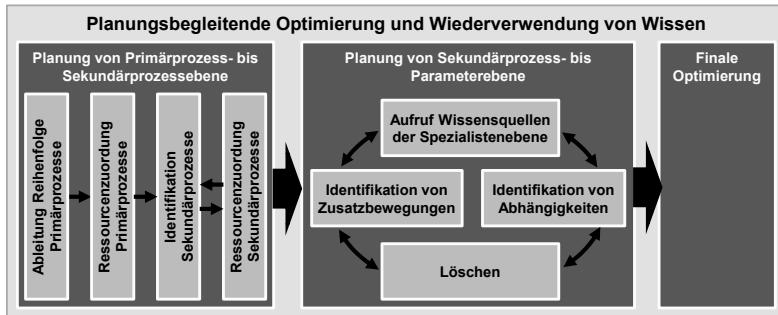 Planungsbegleitende Optimierung und Wiederverwendung von Wissen
Planung von Primärprozess- bis
Sekundärprozessebene
Ableitung Reihenfolge
Primärprozesse
Ressourcenzuordung
Primärprozesse
Identifikation
Sekundärprozesse
Ressourcenzuordung
Sekundärprozesse
Planung von Sekundärprozess- bis
Parameterebene
Aufruf Wissensquellen
der Spezialistenebene
Identifikation von
Zusatzbewegungen
Identifikation von
Abhängigkeiten
Löschen
Finale
Optimierung